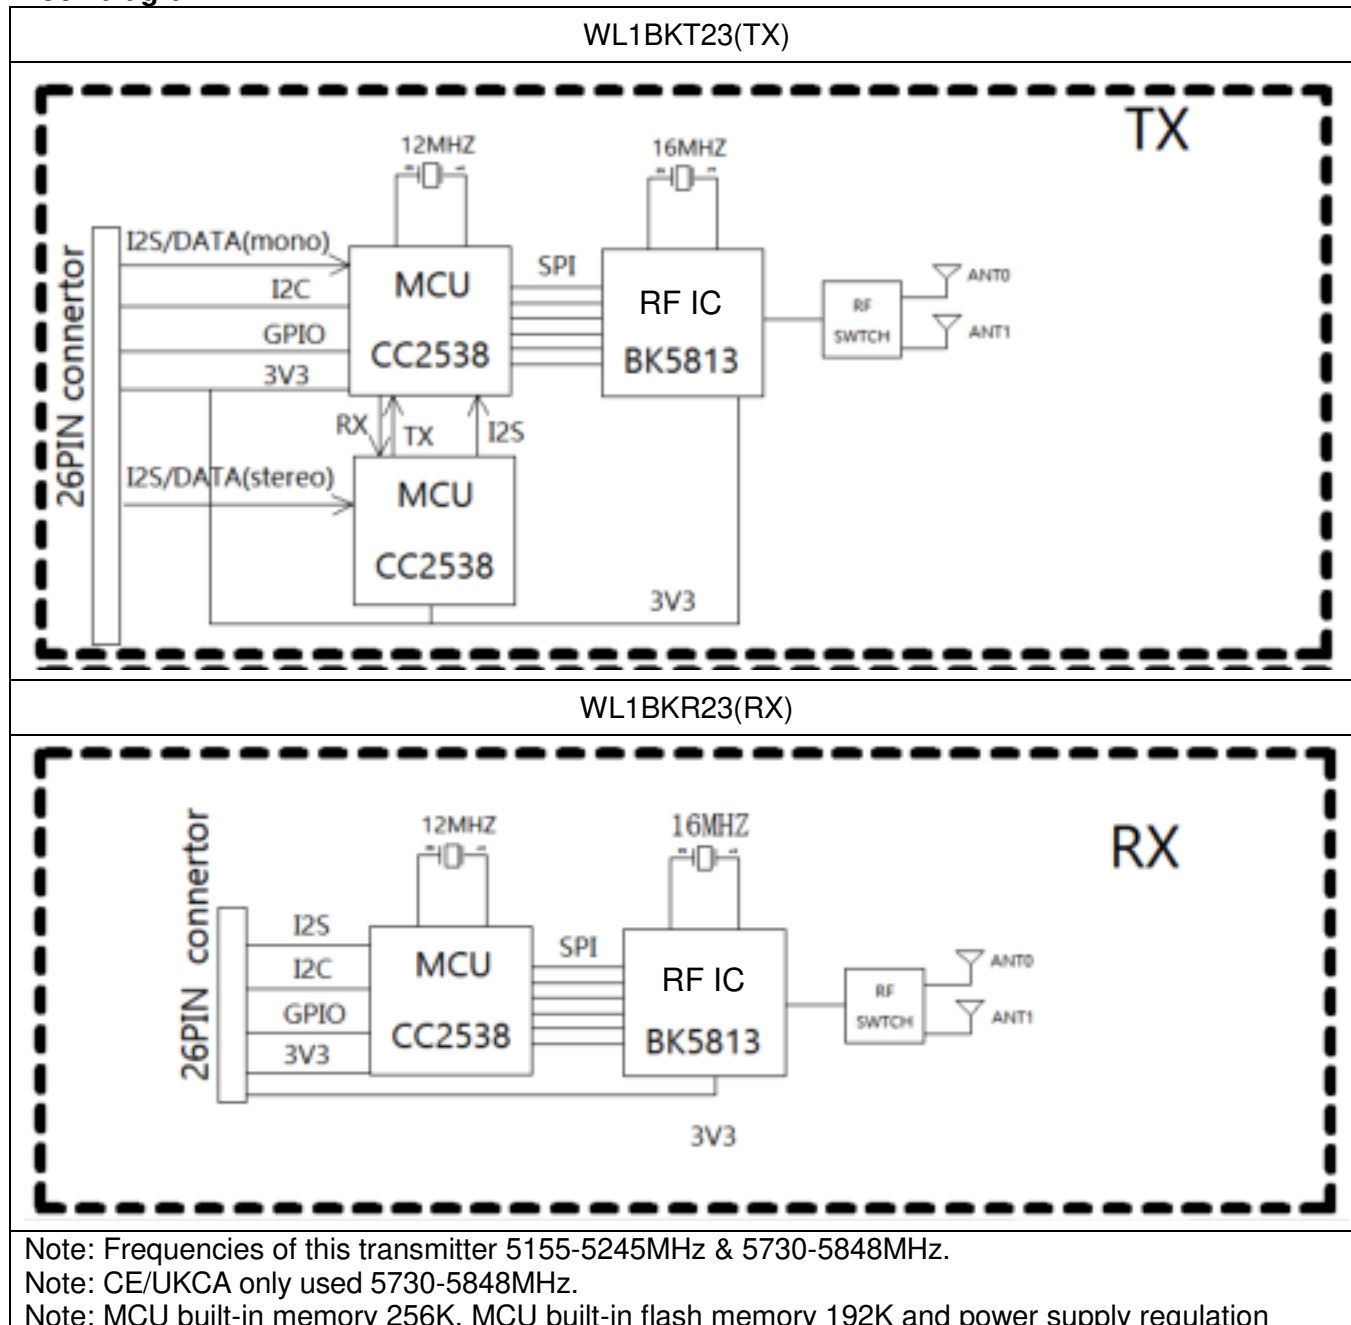 WL1BKT23(TX)
TX
12MHZ
16MHZ
I2S/DATA(mono)
I2C
GPIO
3V3
26PIN connertor
MCU
CC2538
SPI
RF IC
BK5813
RF
SWTCH
ANT0
ANT1
RX
TX
I2S
I2S/DATA(stereo)
MCU
CC2538
3V3
WL1BKR23(RX)
RX
12MHZ
16MHZ
26PIN connertor
I2S
I2C
GPIO
3V3
MCU
CC2538
SPI
RF IC
BK5813
RF
SWTCH
ANT0
ANT1
3V3
Note: Frequencies of this transmitter 5155-5245MHz & 5730-5848MHz.
Note: CE/UKCA only used 5730-5848MHz.
Note: MCU built-in memory 256K, MCU built-in flash memory 192K and power supply regulation